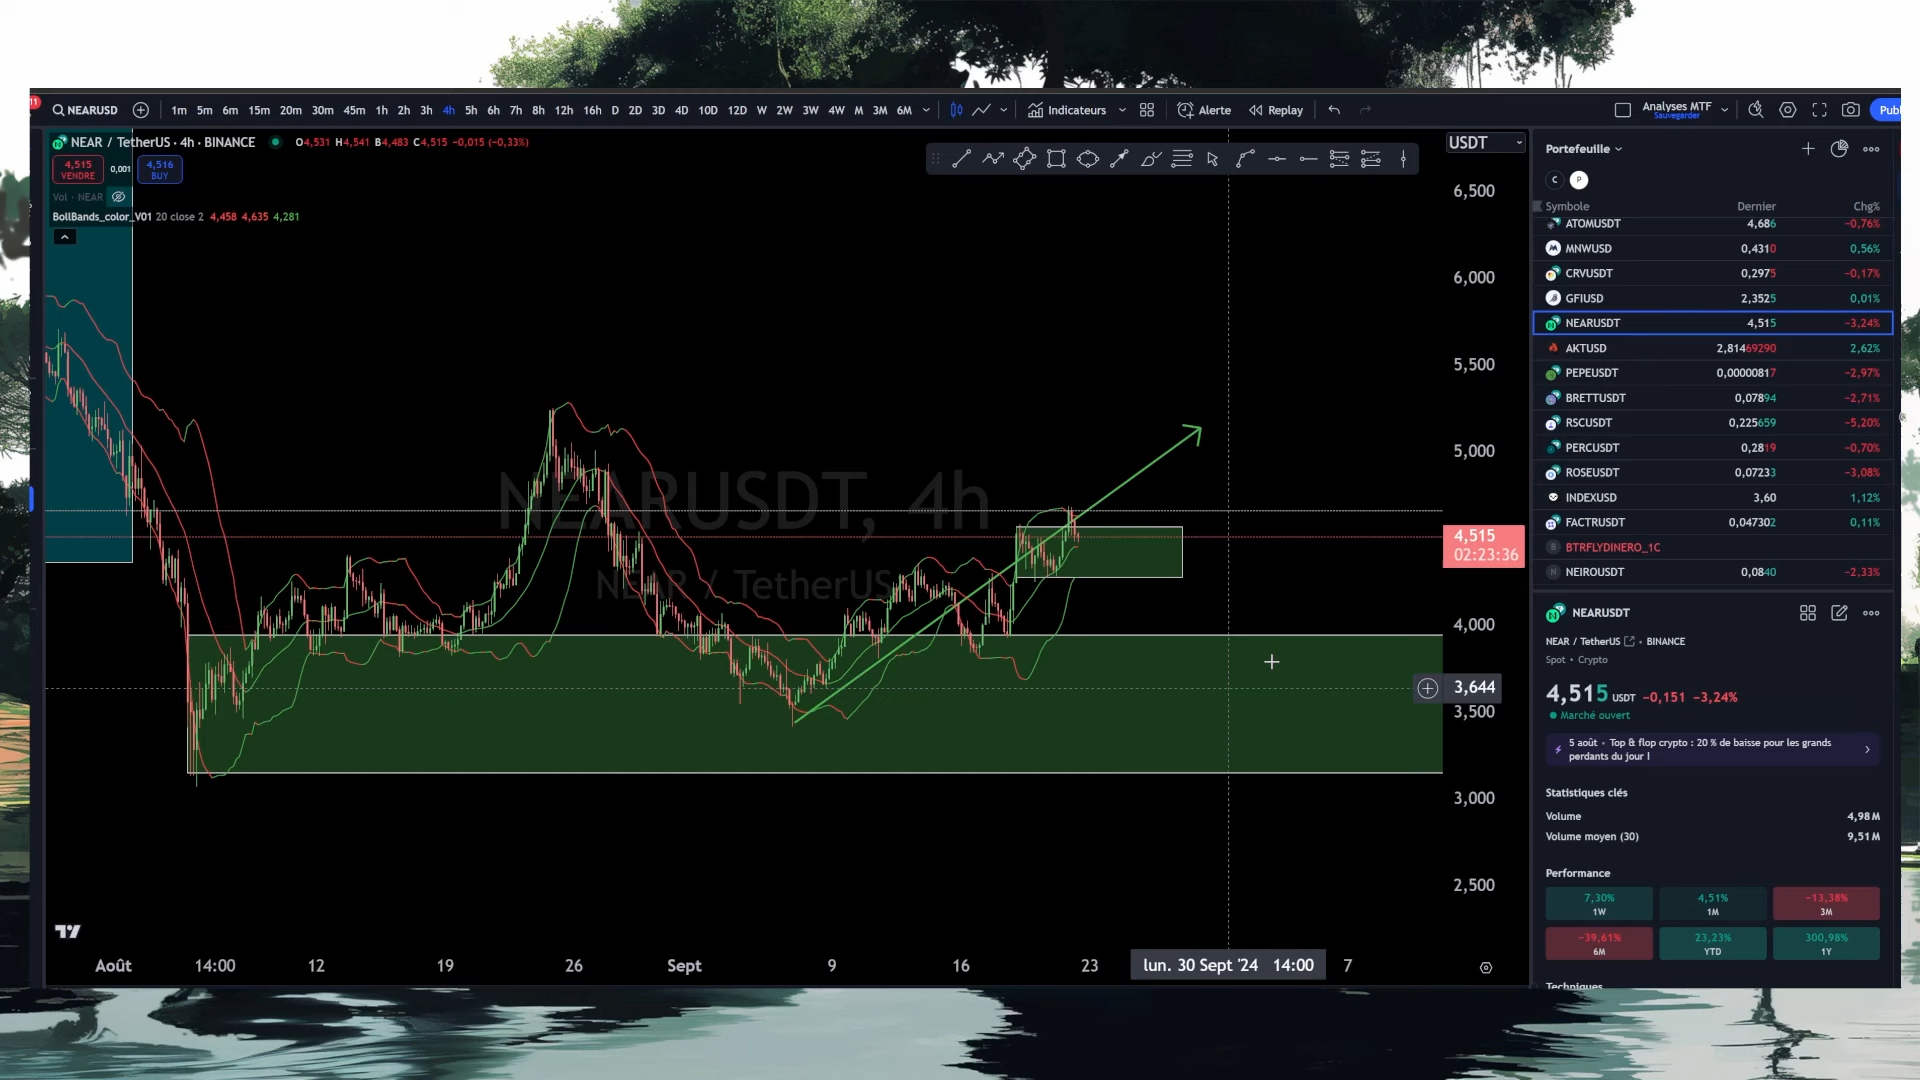 11
NEARUSD
1m 5m 6m 15m 20m 30m 45m 1h 2h 3h 4h 5h 6h 7h 8h 12h 16h D 2D 3D 4D 10D 12D W 2W 3W 4W M 3M 6M
Indicateurs
Alerte
Replay
Analyses MTF
Sauvegarder
Publ
NEAR / TetherUS · 4h · BINANCE
O4,531 H4,541 B4,483 C4,515 −0,015 (−0,33%)
4,515
VENDRE
0,001
4,516
BUY
Vol · NEAR
BollBands_color_V01 20 close 2 4,458 4,635 4,281
NEARUSDT, 4h
NEAR / TetherUS
USDT
6,500
6,000
5,500
5,000
4,515
02:23:36
4,000
3,644
3,500
3,000
2,500
Août 14:00 12 19 26 Sept 9 16 23 lun. 30 Sept '24 14:00 7
Portefeuille
C P
Symbole Dernier Chg%
ATOMUSDT 4,686 −0,76%
MNWUSD 0,4310 0,56%
CRVUSDT 0,2975 −0,17%
GFIUSD 2,3525 0,01%
NEARUSDT 4,515 −3,24%
AKTUSD 2,81469290 2,62%
PEPEUSDT 0,00000817 −2,97%
BRETTUSDT 0,07894 −2,71%
RSCUSDT 0,225659 −5,20%
PERCUSDT 0,2819 −0,70%
ROSEUSDT 0,07233 −3,08%
INDEXUSD 3,60 1,12%
FACTRUSDT 0,047302 0,11%
BTRFLYDINERO_1C
NEIROUSDT 0,0840 −2,33%
NEARUSDT
NEAR / TetherUS • BINANCE
Spot • Crypto
4,515 USDT −0,151 −3,24%
Marché ouvert
5 août • Top & flop crypto : 20 % de baisse pour les grands
perdants du jour !
Statistiques clés
Volume 4,98M
Volume moyen (30) 9,51M
Performance
7,30% 4,51% −13,38%
1W 1M 3M
−39,61% 23,23% 300,98%
6M YTD 1Y
Techniques